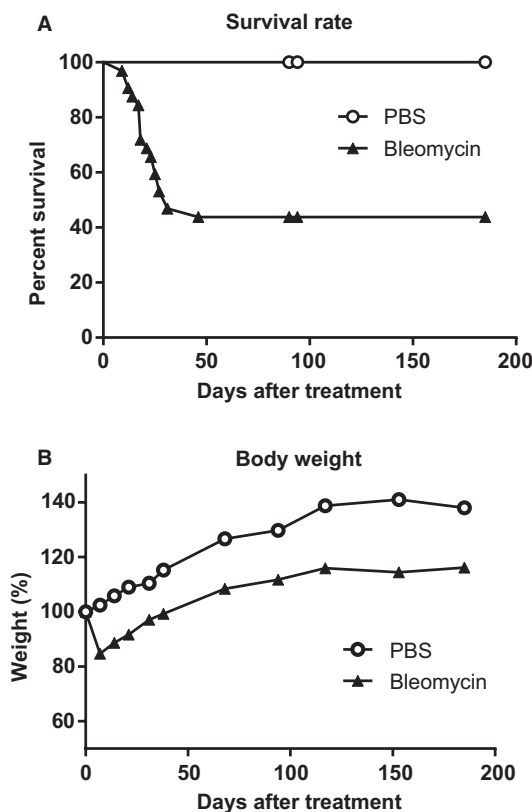 A
Survival rate
100
80
60
40
20
0
Percent survival
PBS
Bleomycin
0 50 100 150 200
Days after treatment
B
Body weight
140
120
100
80
60
Weight (%)
PBS
Bleomycin
0 50 100 150 200
Days after treatment